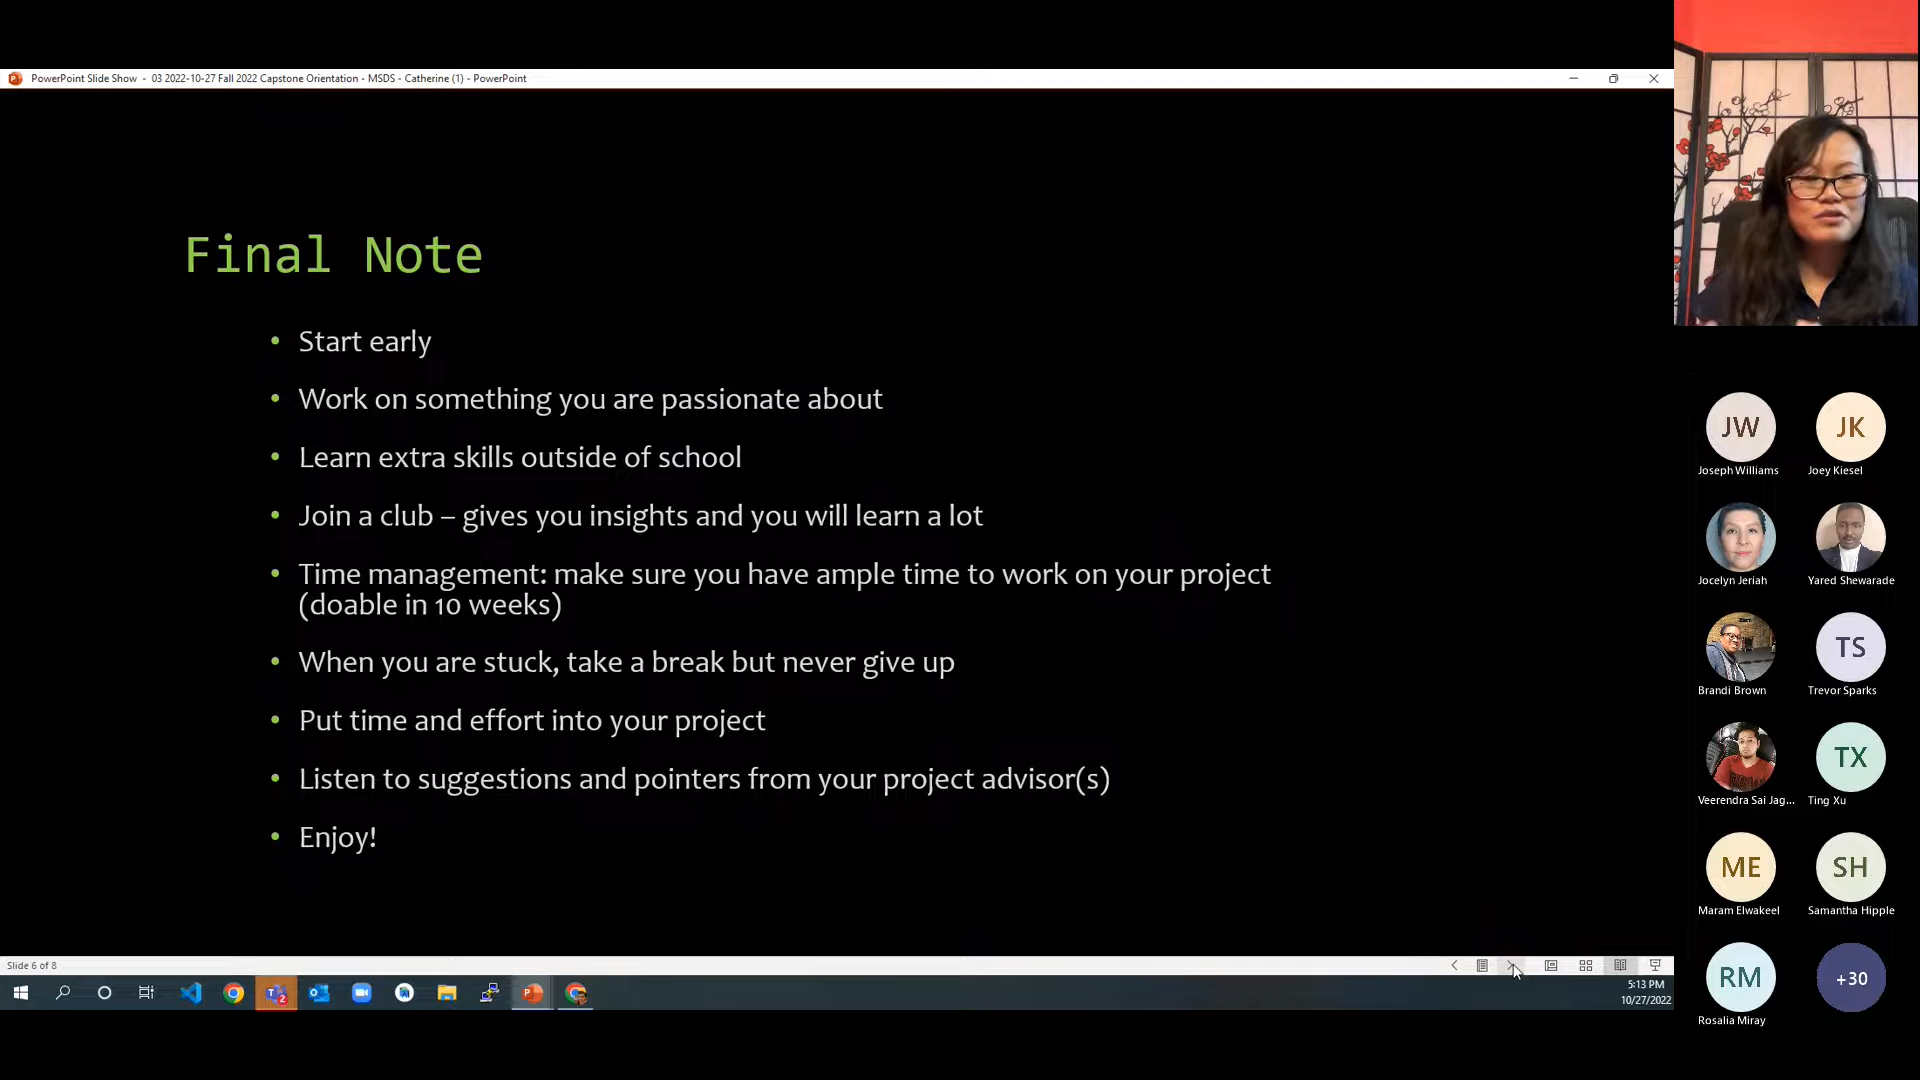 PowerPoint Slide Show - 03 2022-10-27 Fall 2022 Capstone Orientation - MSDS - Catherine (1) - PowerPoint
Final Note
• Start early
• Work on something you are passionate about
• Learn extra skills outside of school
• Join a club – gives you insights and you will learn a lot
• Time management: make sure you have ample time to work on your project
(doable in 10 weeks)
• When you are stuck, take a break but never give up
• Put time and effort into your project
• Listen to suggestions and pointers from your project advisor(s)
• Enjoy!
Slide 6 of 8
5:13 PM
10/27/2022
JW
JK
Joseph Williams
Joey Kiesel
Jocelyn Jeriah
Yared Shewarade
TS
Brandi Brown
Trevor Sparks
TX
Veerendra Sai Jag...
Ting Xu
ME
SH
Maram Elwakeel
Samantha Hipple
RM
+30
Rosalia Miray